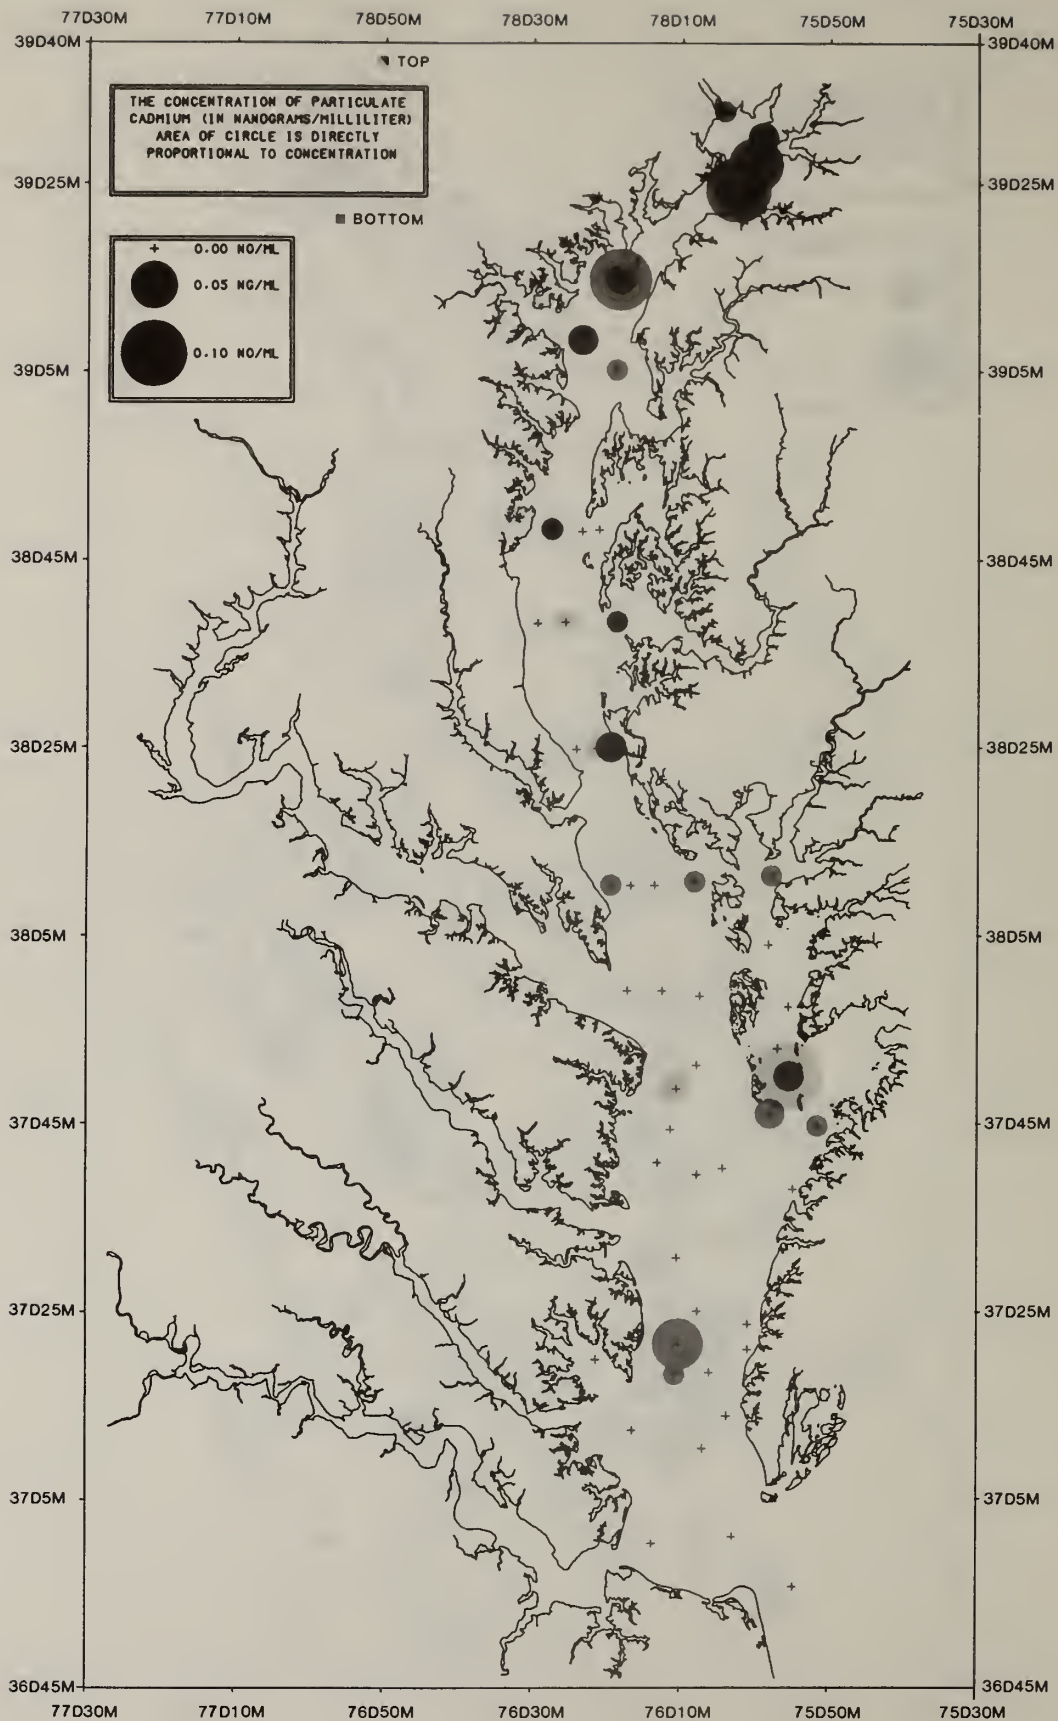 77D30M 77D10M 78D50M 78D30M 78D10M 75D50M 75D30M
39D40M 39D40M
TOP
THE CONCENTRATION OF PARTICULATE
CADMIUM (IN NANOGRAMS/MILLILITER)
AREA OF CIRCLE IS DIRECTLY
PROPORTIONAL TO CONCENTRATION
39D25M 39D25M
BOTTOM
+ 0.00 NO/ML
0.05 NG/ML
0.10 NO/ML
39D5M 39D5M
38D45M 38D45M
38D25M 38D25M
38D5M 38D5M
37D45M 37D45M
37D25M 37D25M
37D5M 37D5M
36D45M 36D45M
77D30M 77D10M 76D50M 76D30M 76D10M 75D50M 75D30M